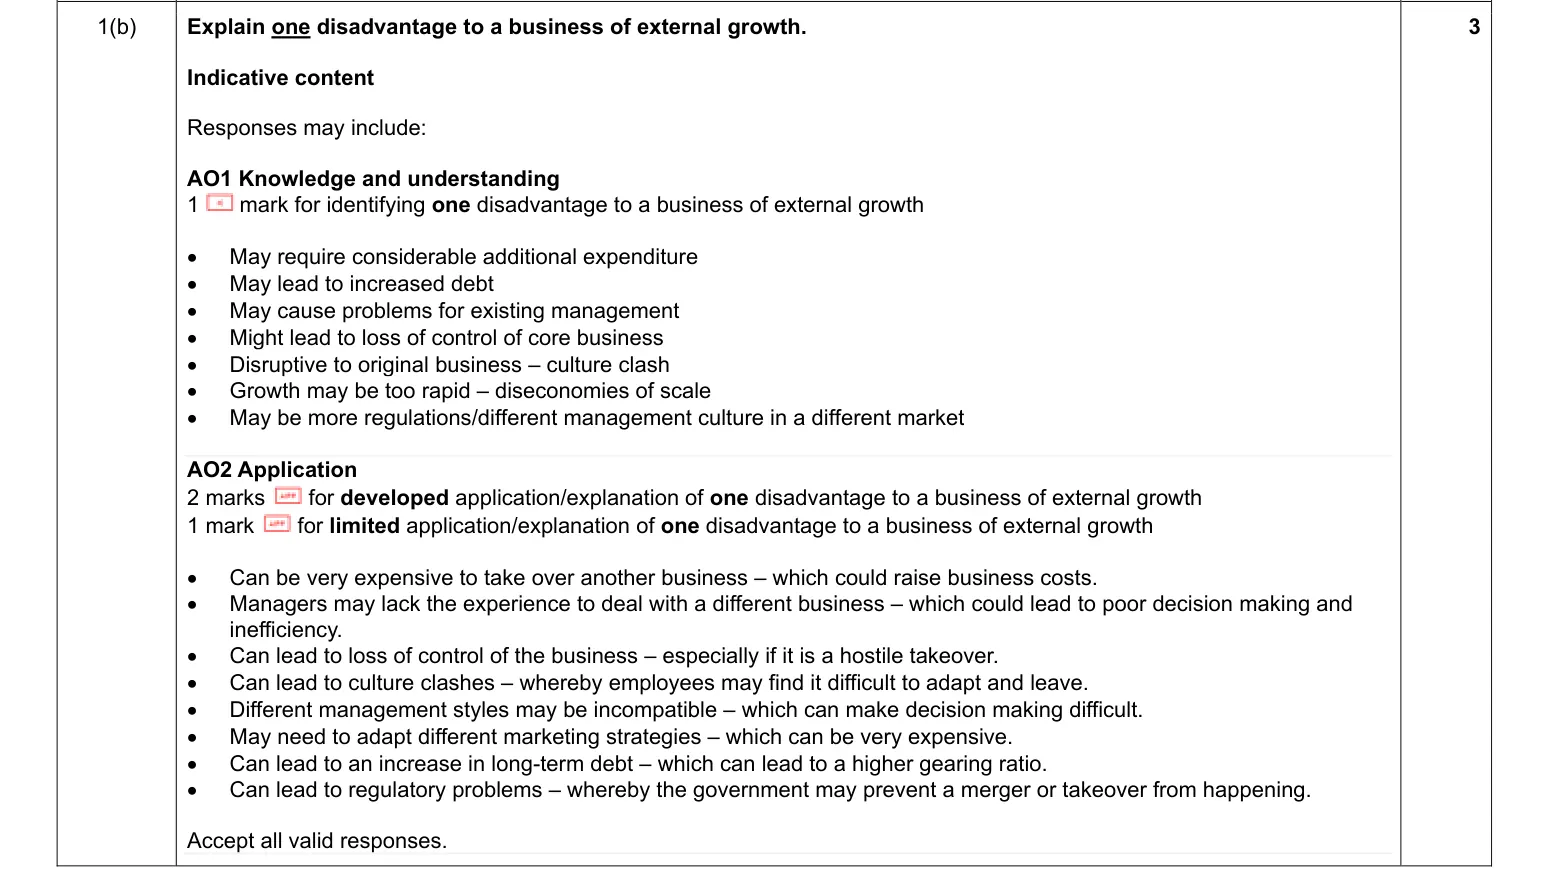 1(b)
Explain one disadvantage to a business of external growth.
3
Indicative content
Responses may include:
AO1 Knowledge and understanding
1 mark for identifying one disadvantage to a business of external growth
• May require considerable additional expenditure
• May lead to increased debt
• May cause problems for existing management
• Might lead to loss of control of core business
• Disruptive to original business – culture clash
• Growth may be too rapid – diseconomies of scale
• May be more regulations/different management culture in a different market
AO2 Application
2 marks APP for developed application/explanation of one disadvantage to a business of external growth
1 mark APP for limited application/explanation of one disadvantage to a business of external growth
• Can be very expensive to take over another business – which could raise business costs.
• Managers may lack the experience to deal with a different business – which could lead to poor decision making and
inefficiency.
• Can lead to loss of control of the business – especially if it is a hostile takeover.
• Can lead to culture clashes – whereby employees may find it difficult to adapt and leave.
• Different management styles may be incompatible – which can make decision making difficult.
• May need to adapt different marketing strategies – which can be very expensive.
• Can lead to an increase in long-term debt – which can lead to a higher gearing ratio.
• Can lead to regulatory problems – whereby the government may prevent a merger or takeover from happening.
Accept all valid responses.